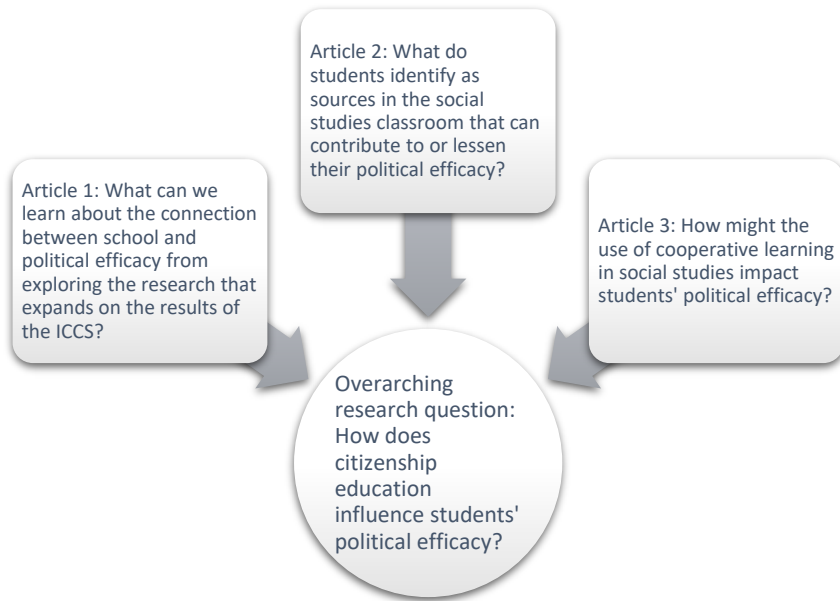 Article 1: What can we
learn about the connection
between school and
political efficacy from
exploring the research that
expands on the results of
the ICCS?
Article 2: What do
students identify as
sources in the social
studies classroom that can
contribute to or lessen
their political efficacy?
Article 3: How might the
use of cooperative learning
in social studies impact
students' political efficacy?
Overarching
research question:
How does
citizenship
education
influence students'
political efficacy?